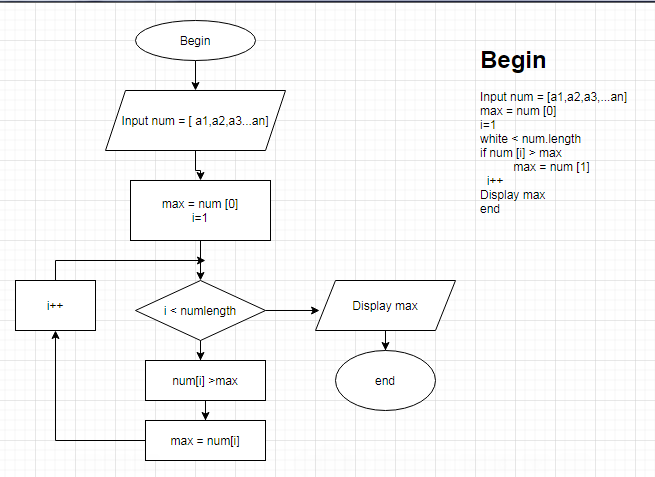 Begin
Input num = [ a1,a2,a3...an]
max = num [0]
i=1
i++
i < numlength
Display max
num[i] >max
end
max = num[i]
Begin
Input num = [a1,a2,a3,...an]
max = num [0]
i=1
white < num.length
if num [i] > max
max = num [1]
i++
Display max
end